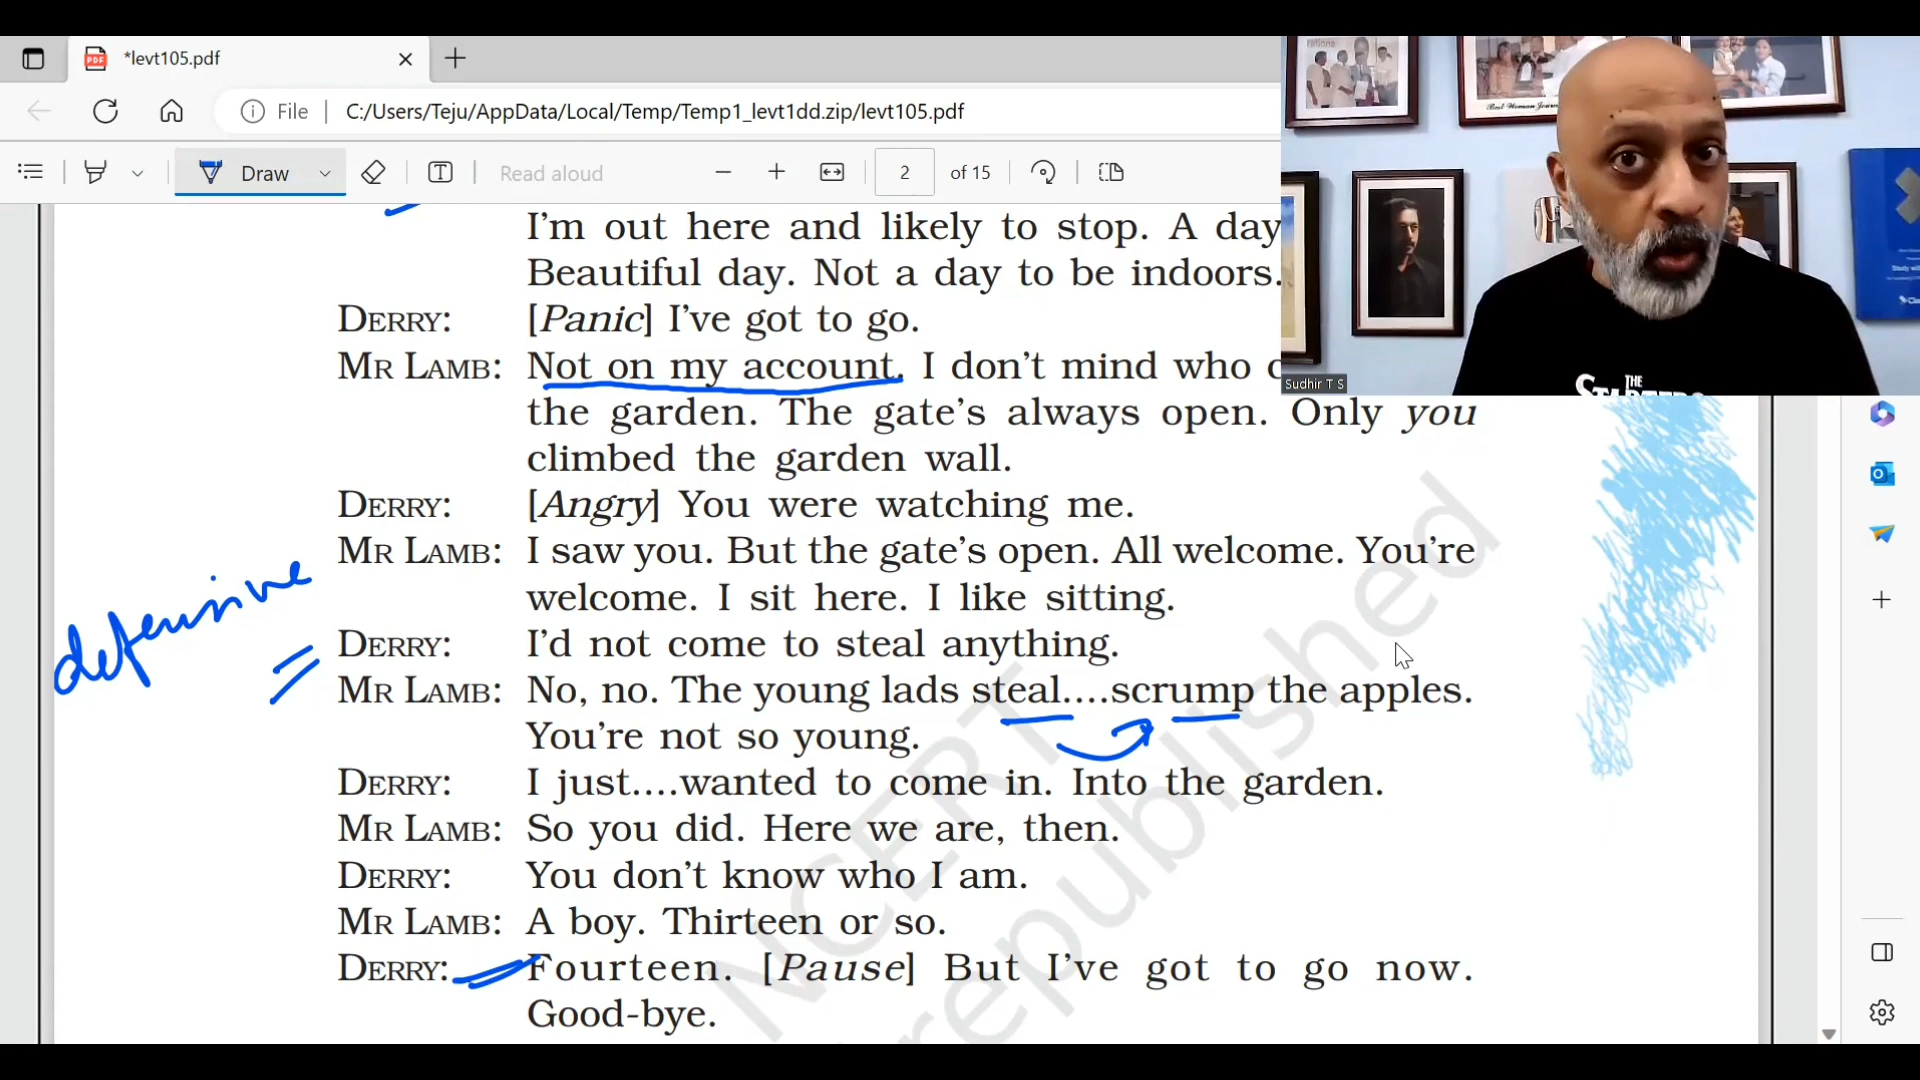 *levt105.pdf
File
C:/Users/Teju/AppData/Local/Temp/Temp1_levt1dd.zip/levt105.pdf
Draw
Read aloud
2 of 15
I'm out here and likely to stop. A day
Beautiful day. Not a day to be indoors.
DERRY: [Panic] I've got to go.
MR LAMB: Not on my account. I don't mind who
the garden. The gate's always open. Only you
climbed the garden wall.
DERRY: [Angry] You were watching me.
MR LAMB: I saw you. But the gate's open. All welcome. You're
welcome. I sit here. I like sitting.
defensive
DERRY: I'd not come to steal anything.
MR LAMB: No, no. The young lads steal....scrump the apples.
You're not so young.
DERRY: I just....wanted to come in. Into the garden.
MR LAMB: So you did. Here we are, then.
DERRY: You don't know who I am.
MR LAMB: A boy. Thirteen or so.
DERRY: Fourteen. [Pause] But I've got to go now.
Good-bye.
NCERT
republished
Sudhir T S
THE